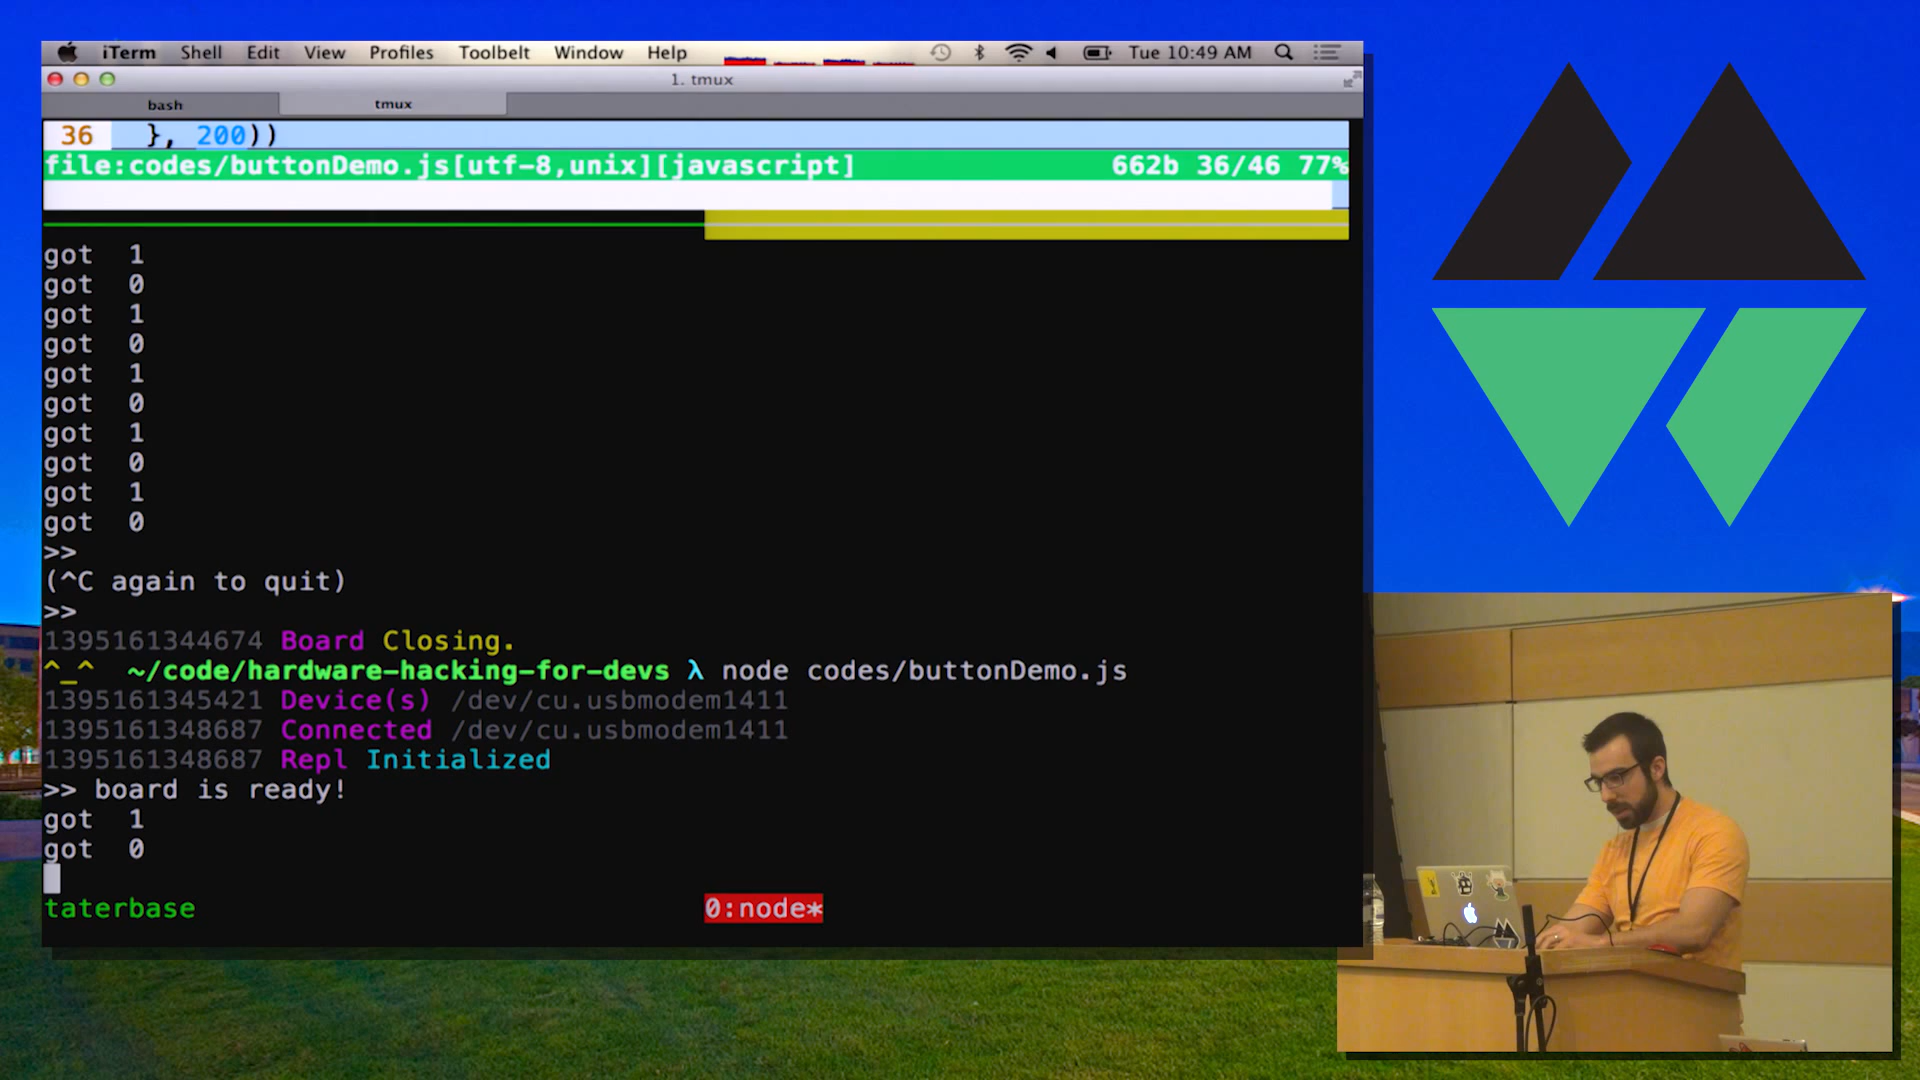 iTerm Shell Edit View Profiles Toolbelt Window Help Tue 10:49 AM
1. tmux
bash tmux
36 }, 200))
file:codes/buttonDemo.js[utf-8,unix][javascript] 662b 36/46 77%
got 1
got 0
got 1
got 0
got 1
got 0
got 1
got 0
got 1
got 0
>>
(^C again to quit)
>>
1395161344674 Board Closing.
^_^ ~/code/hardware-hacking-for-devs λ node codes/buttonDemo.js
1395161345421 Device(s) /dev/cu.usbmodem1411
1395161348687 Connected /dev/cu.usbmodem1411
1395161348687 Repl Initialized
>> board is ready!
got 1
got 0
taterbase 0:node*